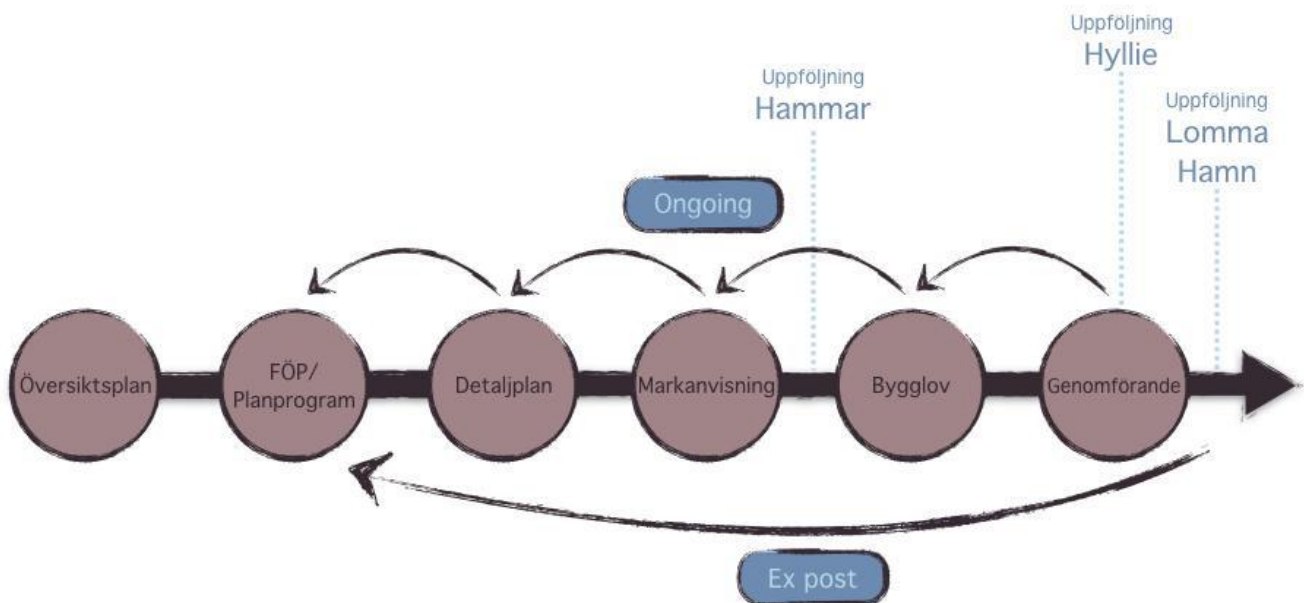 Uppföljning
Hyllie
Uppföljning
Hammar
Uppföljning
Lomma
Hamn
Ongoing
Översiktsplan
FÖP/
Planprogram
Detaljplan
Markanvisning
Bygglov
Genomförande
Ex post